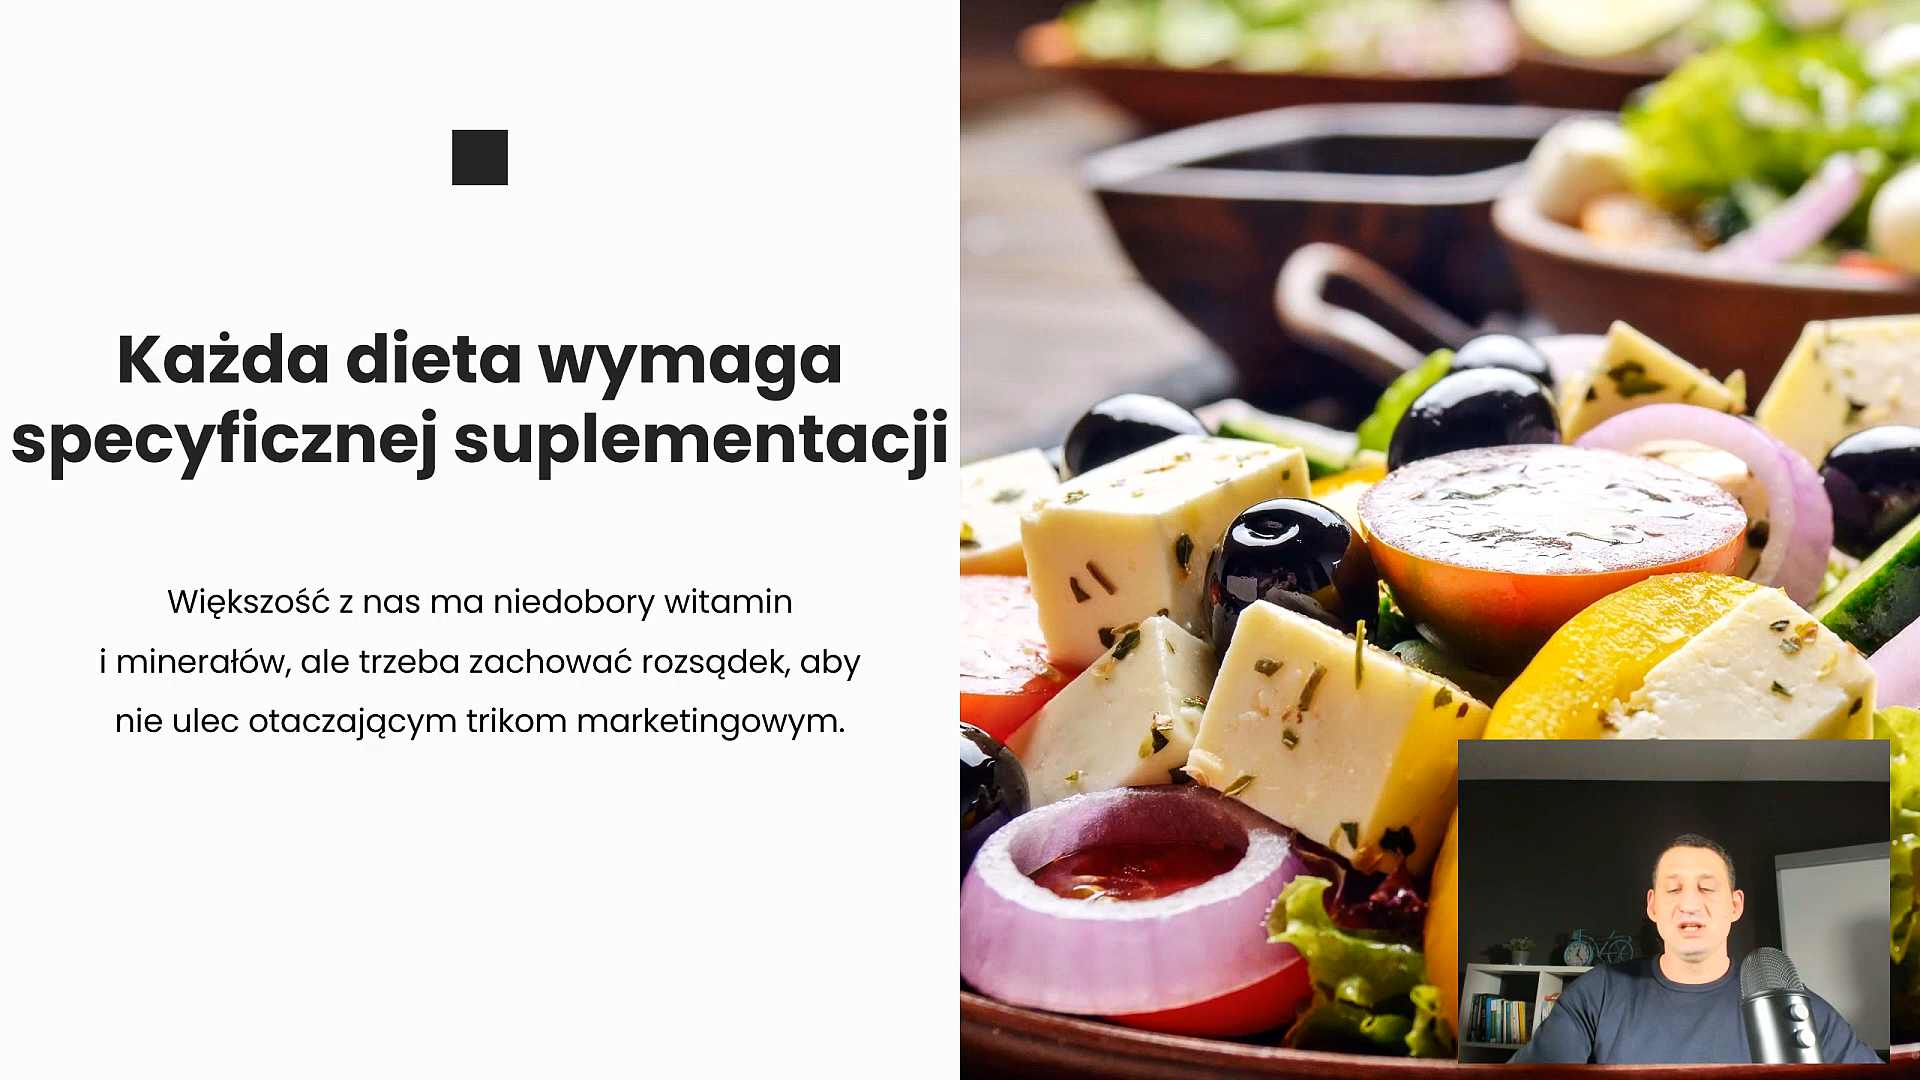 Każda dieta wymaga
specyficznej suplementacji
Większość z nas ma niedobory witamin
i minerałów, ale trzeba zachować rozsądek, aby
nie ulec otaczającym trikom marketingowym.